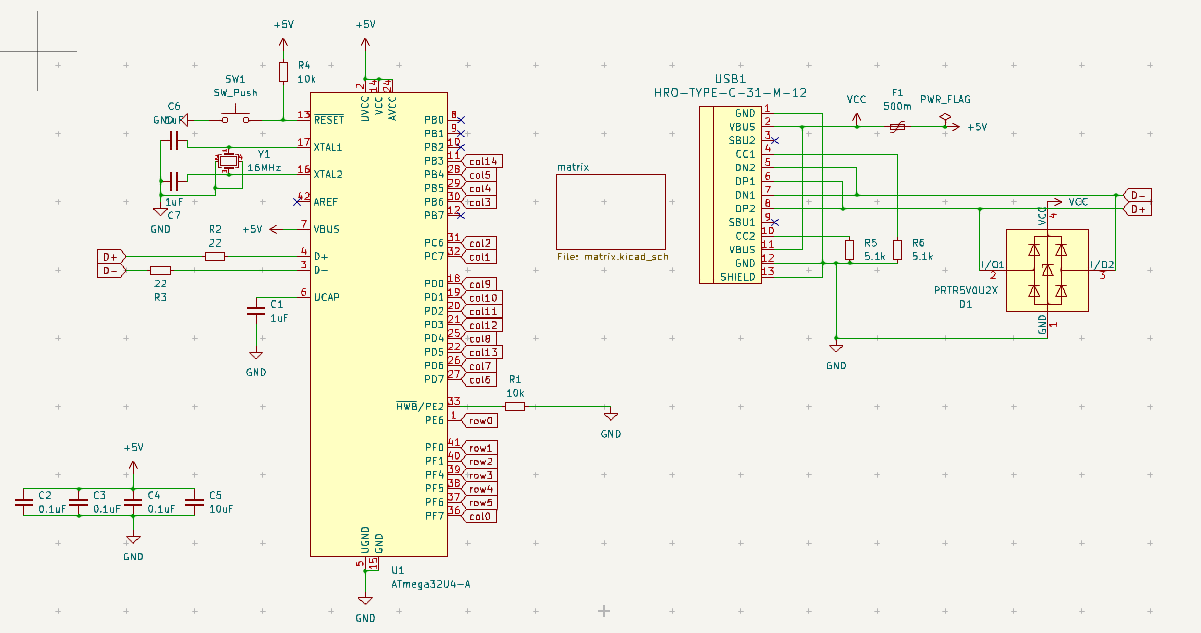 +5V
+5V
R4
10k
SW1
SW_Push
C6
GND
Y1
16MHz
1uF
C7
GND
+5V
R2
22
D+
D-
22
R3
C1
1uF
GND
2
14
24
UVCC
VCC
AVCC
13 RESET
17 XTAL1
16 XTAL2
42 AREF
7 VBUS
4 D+
3 D-
6 UCAP
PB0 8
PB1 9
PB2 10
PB3 11 col14
PB4 28 col5
PB5 29 col4
PB6 30 col3
PB7 12
PC6 31 col2
PC7 32 col1
PD0 18 col9
PD1 19 col10
PD2 20 col11
PD3 21 col12
PD4 25 col8
PD5 22 col13
PD6 26 col7
PD7 27 col6
HWB/PE2 33
PE6 1 row0
PF0 41 row1
PF1 40 row2
PF4 39 row3
PF5 38 row4
PF6 37 row5
PF7 36 col0
R1
10k
GND
UGND
GND
5
15
U1
ATmega32U4-A
GND
+5V
C2
0.1uF
C3
0.1uF
C4
0.1uF
C5
10uF
GND
matrix
File: matrix.kicad_sch
USB1
HRO-TYPE-C-31-M-12
GND 1
VBUS 2
SBU2 3
CC1 4
DN2 5
DP1 6
DN1 7
DP2 8
SBU1 9
CC2 10
VBUS 11
GND 12
SHIELD 13
VCC
F1
500m
PWR_FLAG
+5V
R5
5.1k
R6
5.1k
GND
D-
D+
VCC
VCC
4
I/O1
2
I/O2
3
PRTR5V0U2X
D1
GND
1